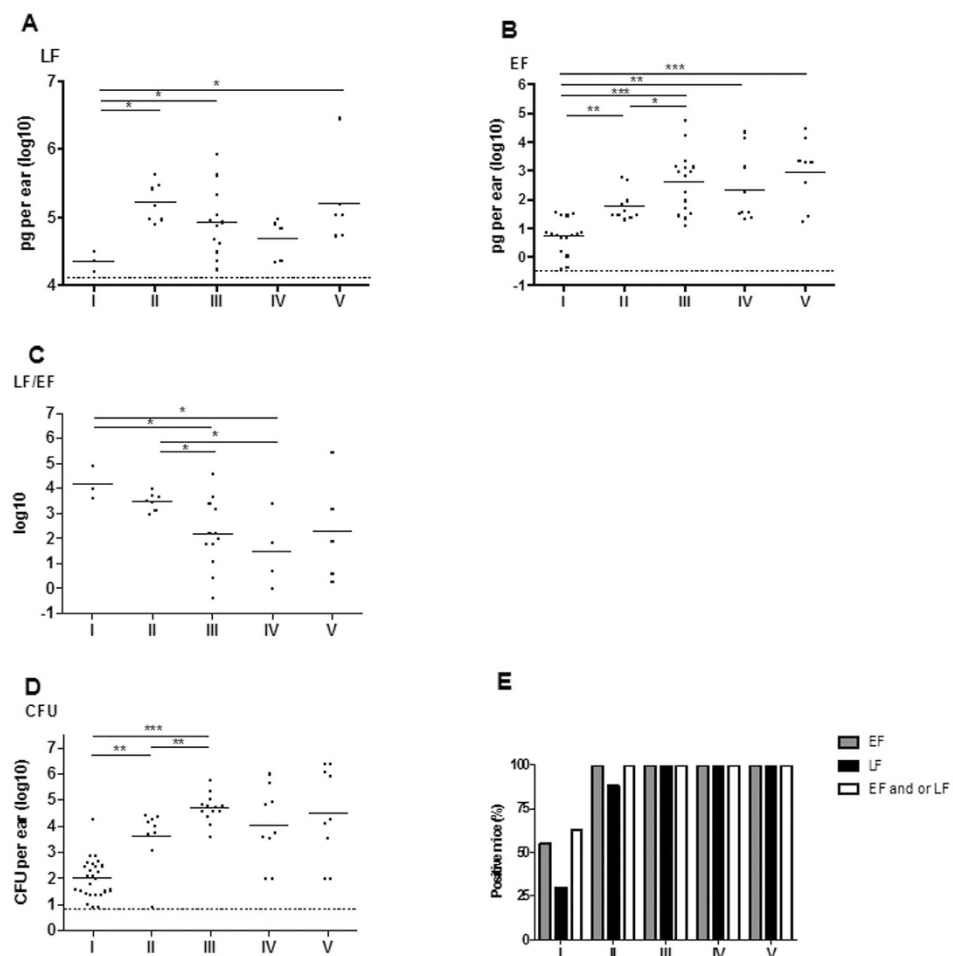 A
LF
pg per ear (log10)
7
6
5
4
*
*
*
I II III IV V
B
EF
pg per ear (log10)
6
5
4
3
2
1
0
-1
***
**
***
** *
I II III IV V
C
LF/EF
log10
7
6
5
4
3
2
1
0
-1
*
*
*
*
I II III IV V
D
CFU
CFU per ear (log10)
7
6
5
4
3
2
1
0
***
** **
I II III IV V
E
Positive mice (%)
100
75
50
25
0
I II III IV V
EF
LF
EF and or LF